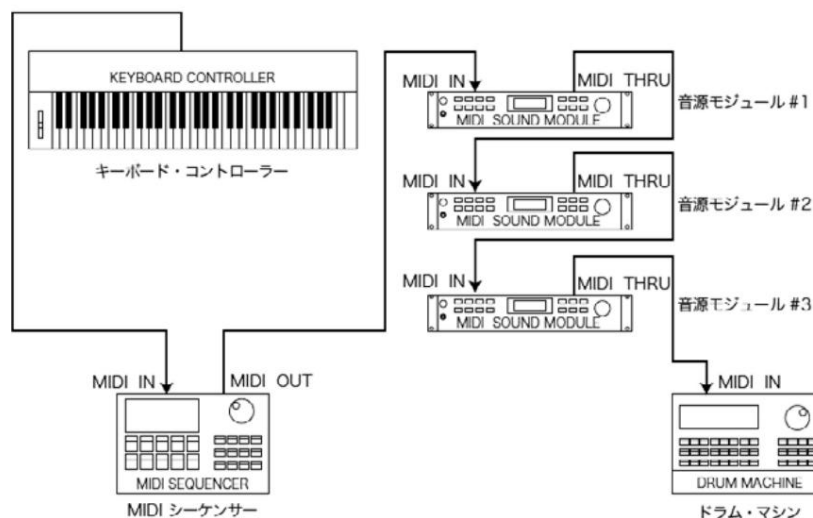 KEYBOARD CONTROLLER
キーボード・コントローラー
MIDI IN
MIDI THRU
MIDI SOUND MODULE
音源モジュール #1
MIDI IN
MIDI THRU
MIDI SOUND MODULE
音源モジュール #2
MIDI IN
MIDI THRU
MIDI SOUND MODULE
音源モジュール #3
MIDI IN
MIDI OUT
MIDI SEQUENCER
MIDI シーケンサー
MIDI IN
DRUM MACHINE
ドラム・マシン